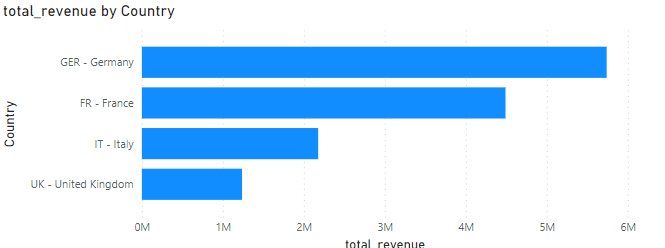 total_revenue by Country
Country
GER - Germany
FR - France
IT - Italy
UK - United Kingdom
0M 1M 2M 3M 4M 5M 6M
total_revenue